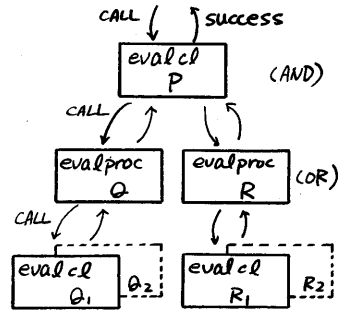 CALL success
evalcl
P
(AND)
CALL
evalproc
Q
evalproc
R
(OR)
CALL
evalcl
Q1
Q2
evalcl
R1
R2